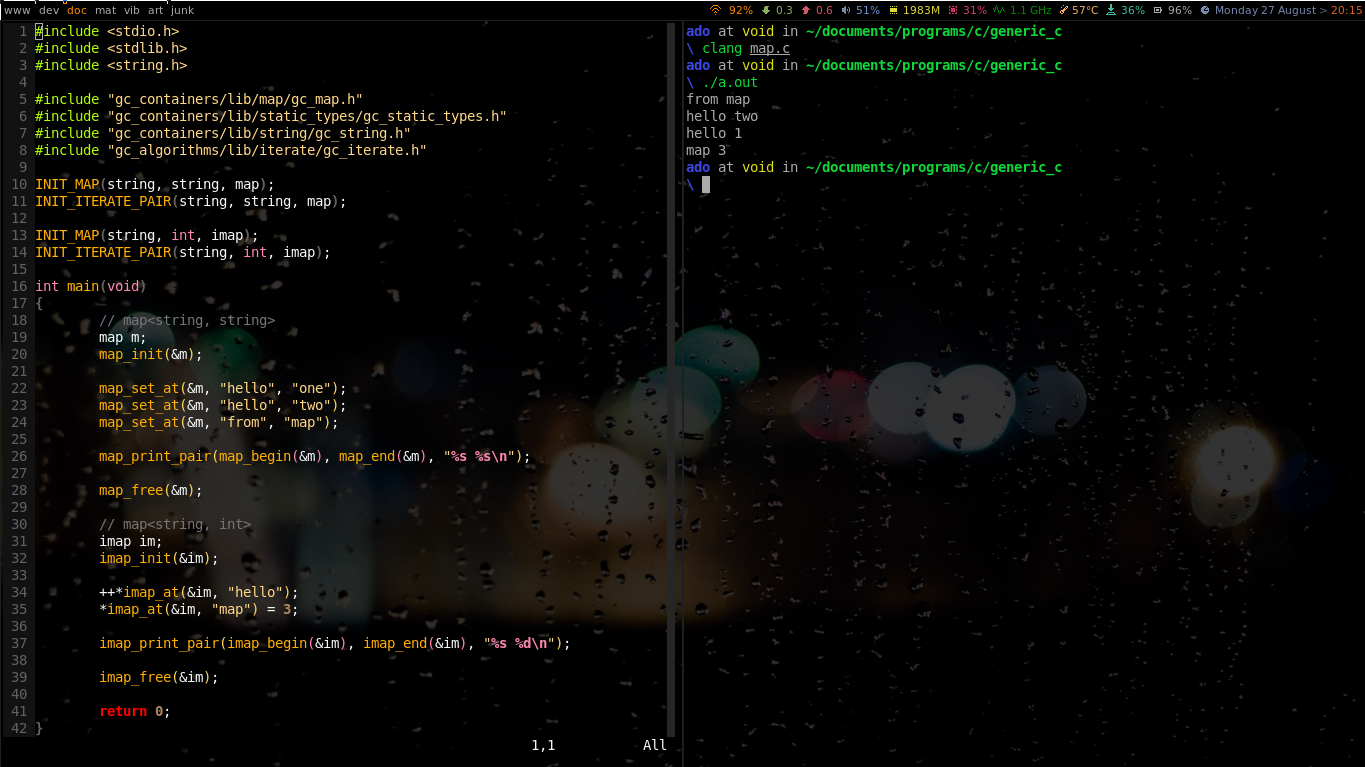 www dev doc mat vib art junk 92% 0.3 0.6 51% 1983M 31% 1.1 GHz 57°C 36% 96% Monday 27 August > 20:15
1 #include <stdio.h>
2 #include <stdlib.h>
3 #include <string.h>
4
5 #include "gc_containers/lib/map/gc_map.h"
6 #include "gc_containers/lib/static_types/gc_static_types.h"
7 #include "gc_containers/lib/string/gc_string.h"
8 #include "gc_algorithms/lib/iterate/gc_iterate.h"
9
10 INIT_MAP(string, string, map);
11 INIT_ITERATE_PAIR(string, string, map);
12
13 INIT_MAP(string, int, imap);
14 INIT_ITERATE_PAIR(string, int, imap);
15
16 int main(void)
17 {
18 // map<string, string>
19 map m;
20 map_init(&m);
21
22 map_set_at(&m, "hello", "one");
23 map_set_at(&m, "hello", "two");
24 map_set_at(&m, "from", "map");
25
26 map_print_pair(map_begin(&m), map_end(&m), "%s %s\n");
27
28 map_free(&m);
29
30 // map<string, int>
31 imap im;
32 imap_init(&im);
33
34 ++*imap_at(&im, "hello");
35 *imap_at(&im, "map") = 3;
36
37 imap_print_pair(imap_begin(&im), imap_end(&im), "%s %d\n");
38
39 imap_free(&im);
40
41 return 0;
42 }
1,1 All
ado at void in ~/documents/programs/c/generic_c
\ clang map.c
ado at void in ~/documents/programs/c/generic_c
\ ./a.out
from map
hello two
hello 1
map 3
ado at void in ~/documents/programs/c/generic_c
\